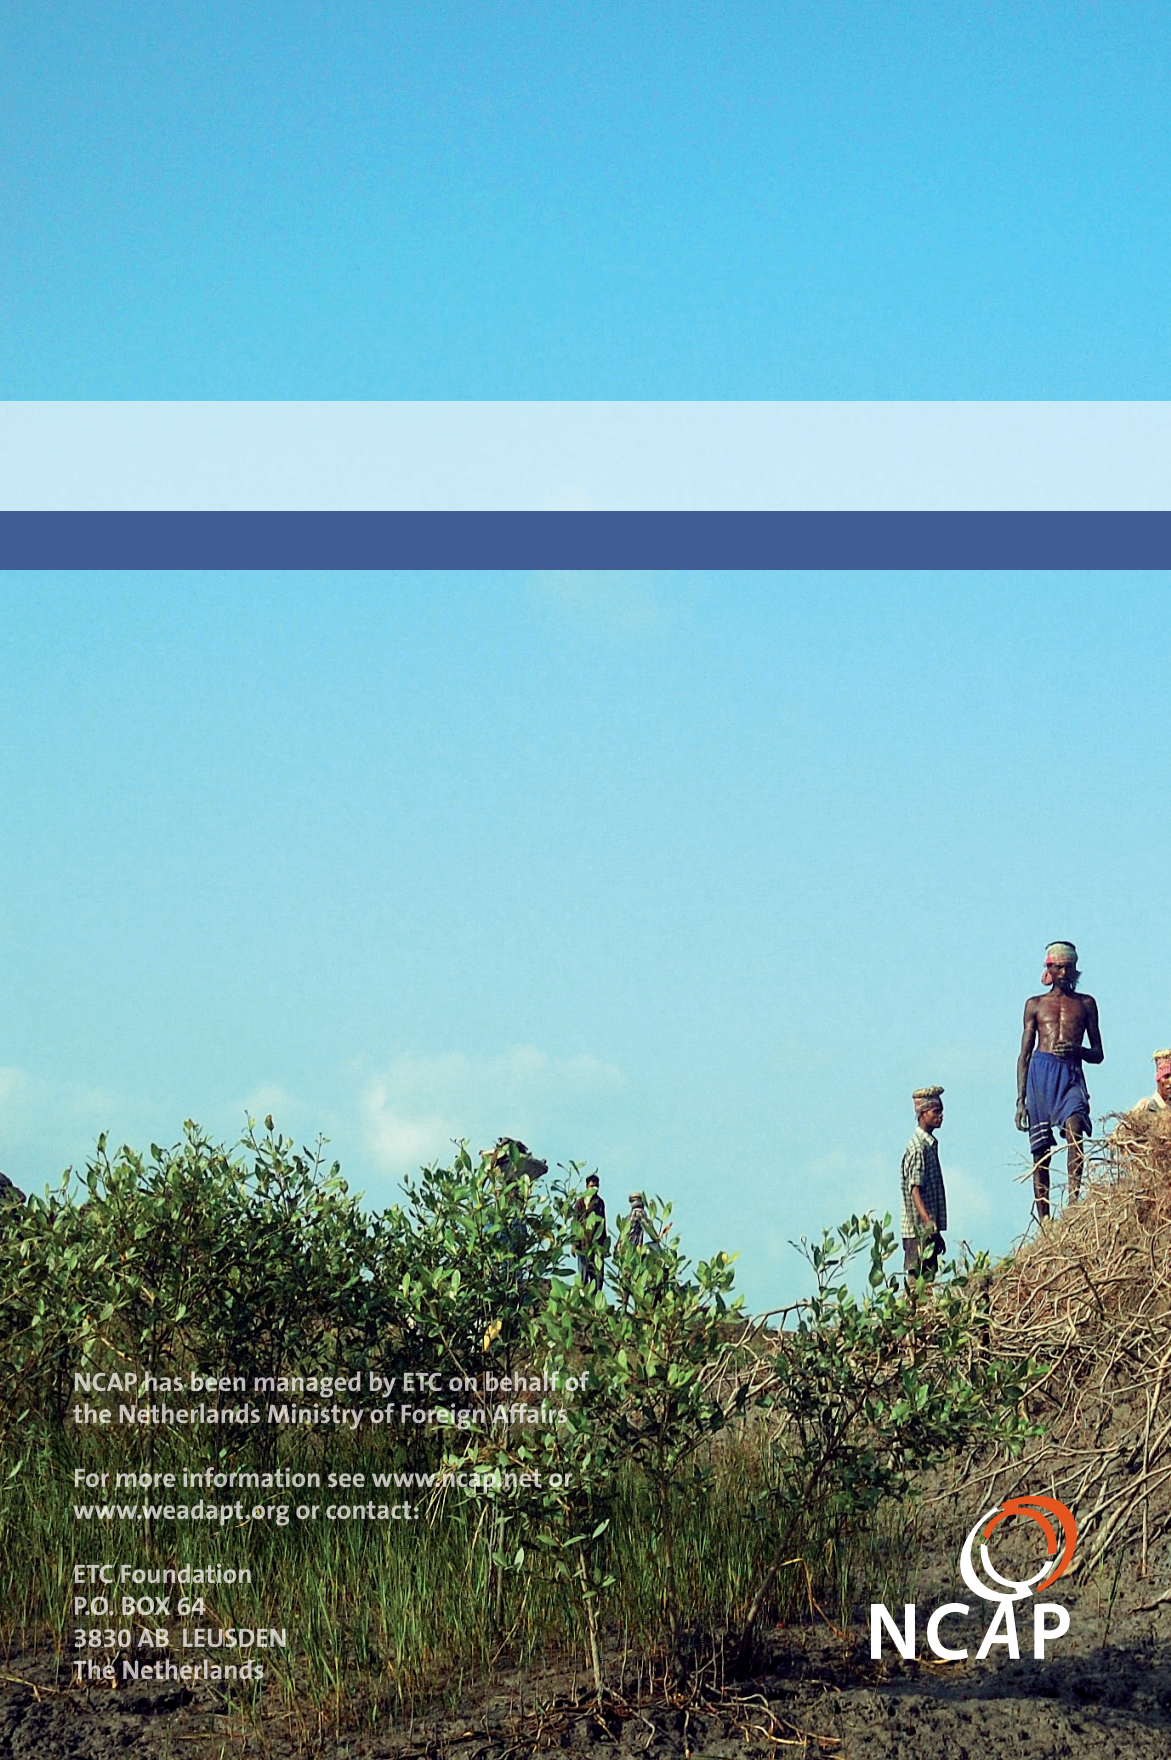 NCAP has been managed by ETC on behalf of
the Netherlands Ministry of Foreign Affairs
For more information see www.ncap.net or
www.weadapt.org or contact:
ETC Foundation
P.O. BOX 64
3830 AB  LEUSDEN
The Netherlands
NCAP